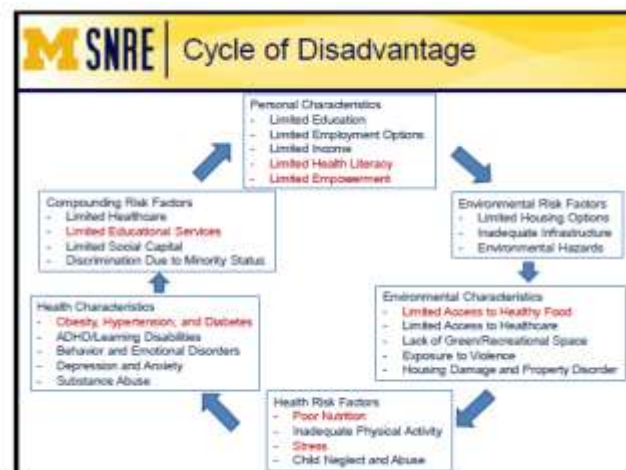 M SNRE | Cycle of Disadvantage
Personal Characteristics
- Limited Education
- Limited Employment Options
- Limited Income
- Limited Health Literacy
- Limited Empowerment
Environmental Risk Factors
- Limited Housing Options
- Inadequate Infrastructure
- Environmental Hazards
Environmental Characteristics
- Limited Access to Healthy Food
- Limited Access to Healthcare
- Lack of Green/Recreational Space
- Exposure to Violence
- Housing Damage and Property Disorder
Health Risk Factors
- Poor Nutrition
- Inadequate Physical Activity
- Stress
- Child Neglect and Abuse
Health Characteristics
- Obesity, Hypertension, and Diabetes
- ADHD/Learning Disabilities
- Behavior and Emotional Disorders
- Depression and Anxiety
- Substance Abuse
Compounding Risk Factors
- Limited Healthcare
- Limited Educational Services
- Limited Social Capital
- Discrimination Due to Minority Status